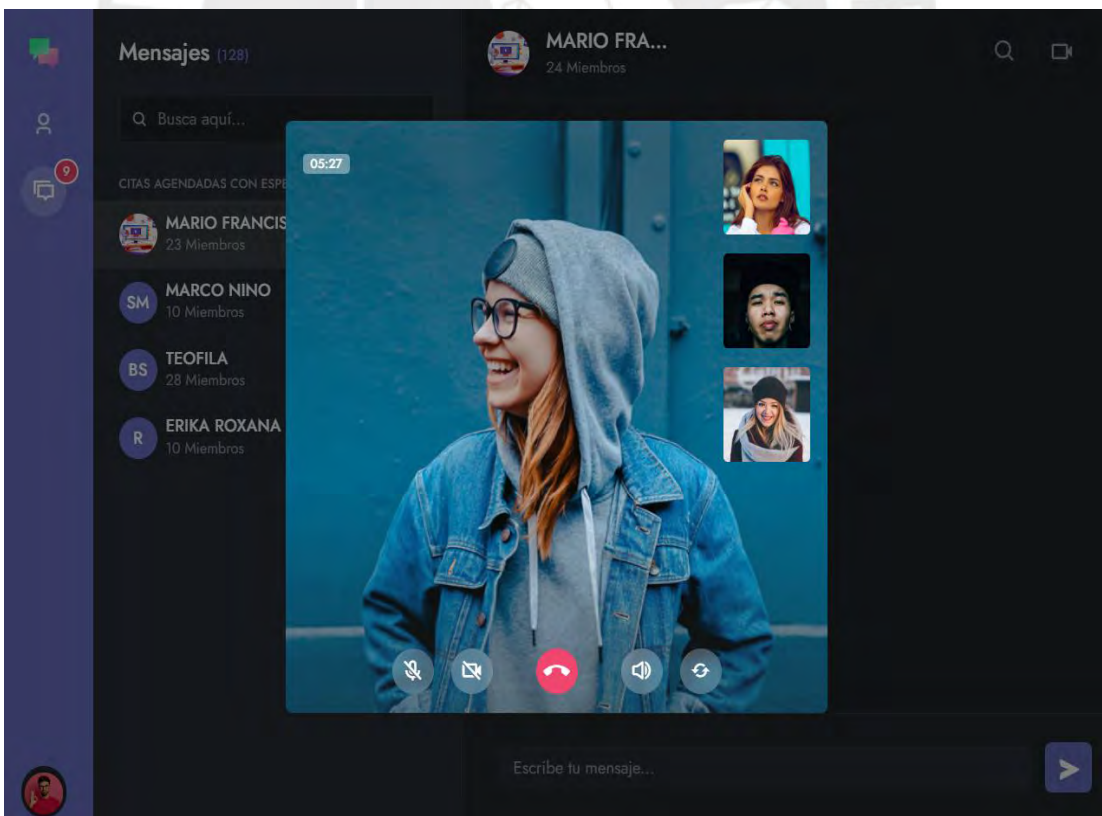 Mensajes (128)
MARIO FRA...
24 Miembros
Busca aquí...
9
CITAS AGENDADAS CON ESPE
05:27
MARIO FRANCIS
23 Miembros
SM
MARCO NINO
10 Miembros
BS
TEOFILA
28 Miembros
R
ERIKA ROXANA
10 Miembros
Escribe tu mensaje...